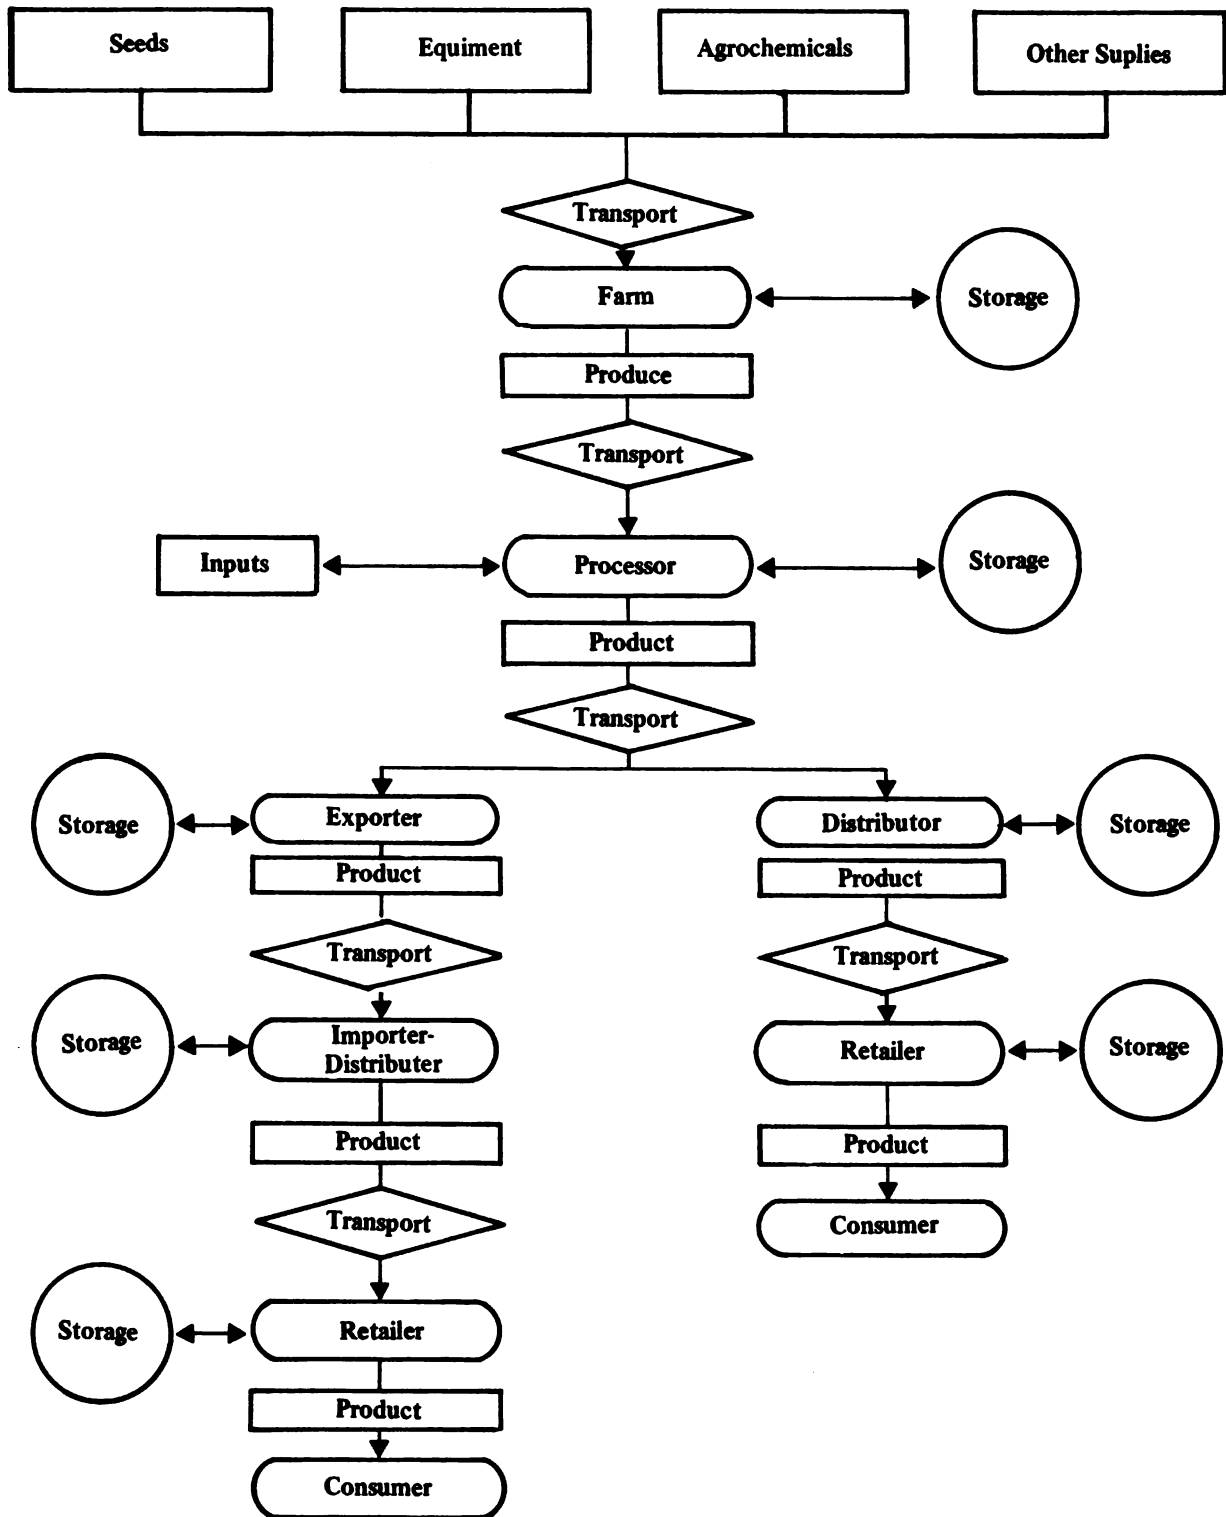 Seeds
Equiment
Agrochemicals
Other Suplies
Transport
Farm
Storage
Produce
Transport
Inputs
Processor
Storage
Product
Transport
Storage
Exporter
Distributor
Storage
Product
Product
Transport
Transport
Storage
Importer-
Distributer
Retailer
Storage
Product
Product
Transport
Consumer
Storage
Retailer
Product
Consumer